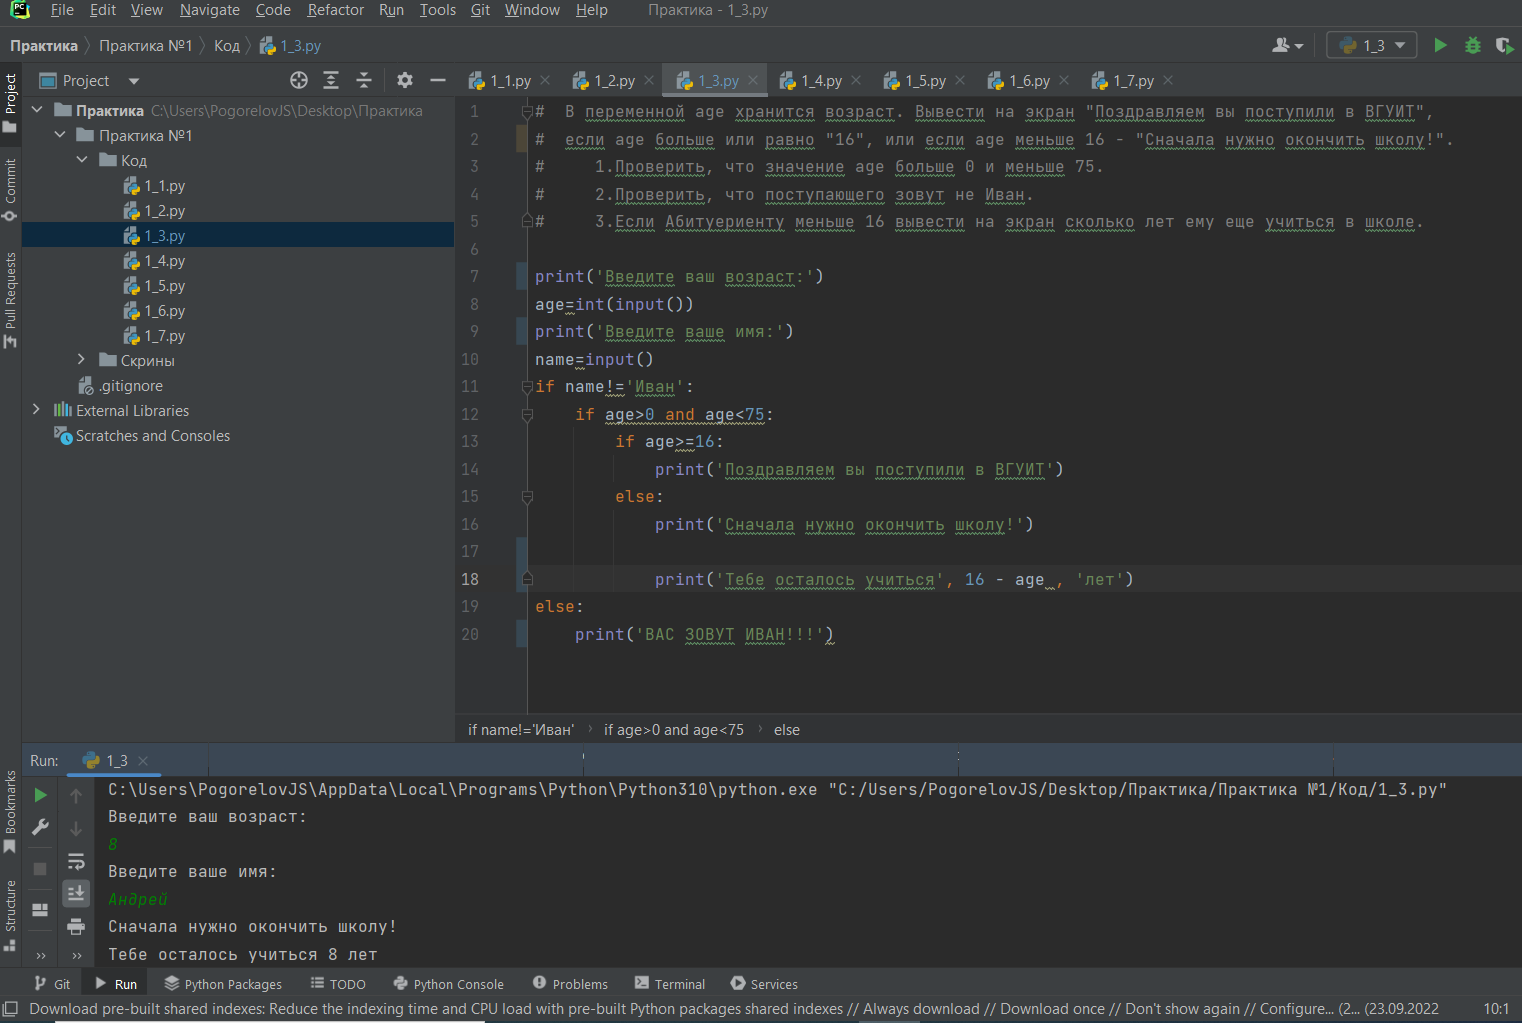 PC File Edit View Navigate Code Refactor Run Tools Git Window Help Практика - 1_3.py
Практика Практика №1 Код 1_3.py 1_3
Project 1_1.py 1_2.py 1_3.py 1_4.py 1_5.py 1_6.py 1_7.py
Project
Commit
Pull Requests
Bookmarks
Structure
Практика C:\Users\PogorelovJS\Desktop\Практика
Практика №1
Код
1_1.py
1_2.py
1_3.py
1_4.py
1_5.py
1_6.py
1_7.py
Скрины
.gitignore
External Libraries
Scratches and Consoles
1 # В переменной age хранится возраст. Вывести на экран "Поздравляем вы поступили в ВГУИТ",
2 # если age больше или равно "16", или если age меньше 16 - "Сначала нужно окончить школу!".
3 # 1.Проверить, что значение age больше 0 и меньше 75.
4 # 2.Проверить, что поступающего зовут не Иван.
5 # 3.Если Абитуериенту меньше 16 вывести на экран сколько лет ему еще учиться в школе.
6
7 print('Введите ваш возраст:')
8 age=int(input())
9 print('Введите ваше имя:')
10 name=input()
11 if name!='Иван':
12 if age>0 and age<75:
13 if age>=16:
14 print('Поздравляем вы поступили в ВГУИТ')
15 else:
16 print('Сначала нужно окончить школу!')
17
18 print('Тебе осталось учиться', 16 - age , 'лет')
19 else:
20 print('ВАС ЗОВУТ ИВАН!!!')
if name!='Иван' › if age>0 and age<75 › else
Run: 1_3
C:\Users\PogorelovJS\AppData\Local\Programs\Python\Python310\python.exe "C:/Users/PogorelovJS/Desktop/Практика/Практика №1/Код/1_3.py"
Введите ваш возраст:
8
Введите ваше имя:
Андрей
Сначала нужно окончить школу!
Тебе осталось учиться 8 лет
Git Run Python Packages TODO Python Console Problems Terminal Services
Download pre-built shared indexes: Reduce the indexing time and CPU load with pre-built Python packages shared indexes // Always download // Download once // Don't show again // Configure... (2... (23.09.2022 10:1